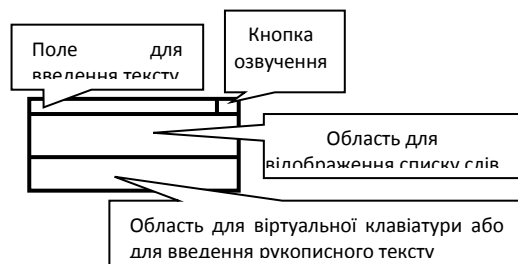 Поле для
введення тексту
Кнопка
озвучення
Область для
відображення списку слів
Область для віртуальної клавіатури або
для введення рукописного тексту